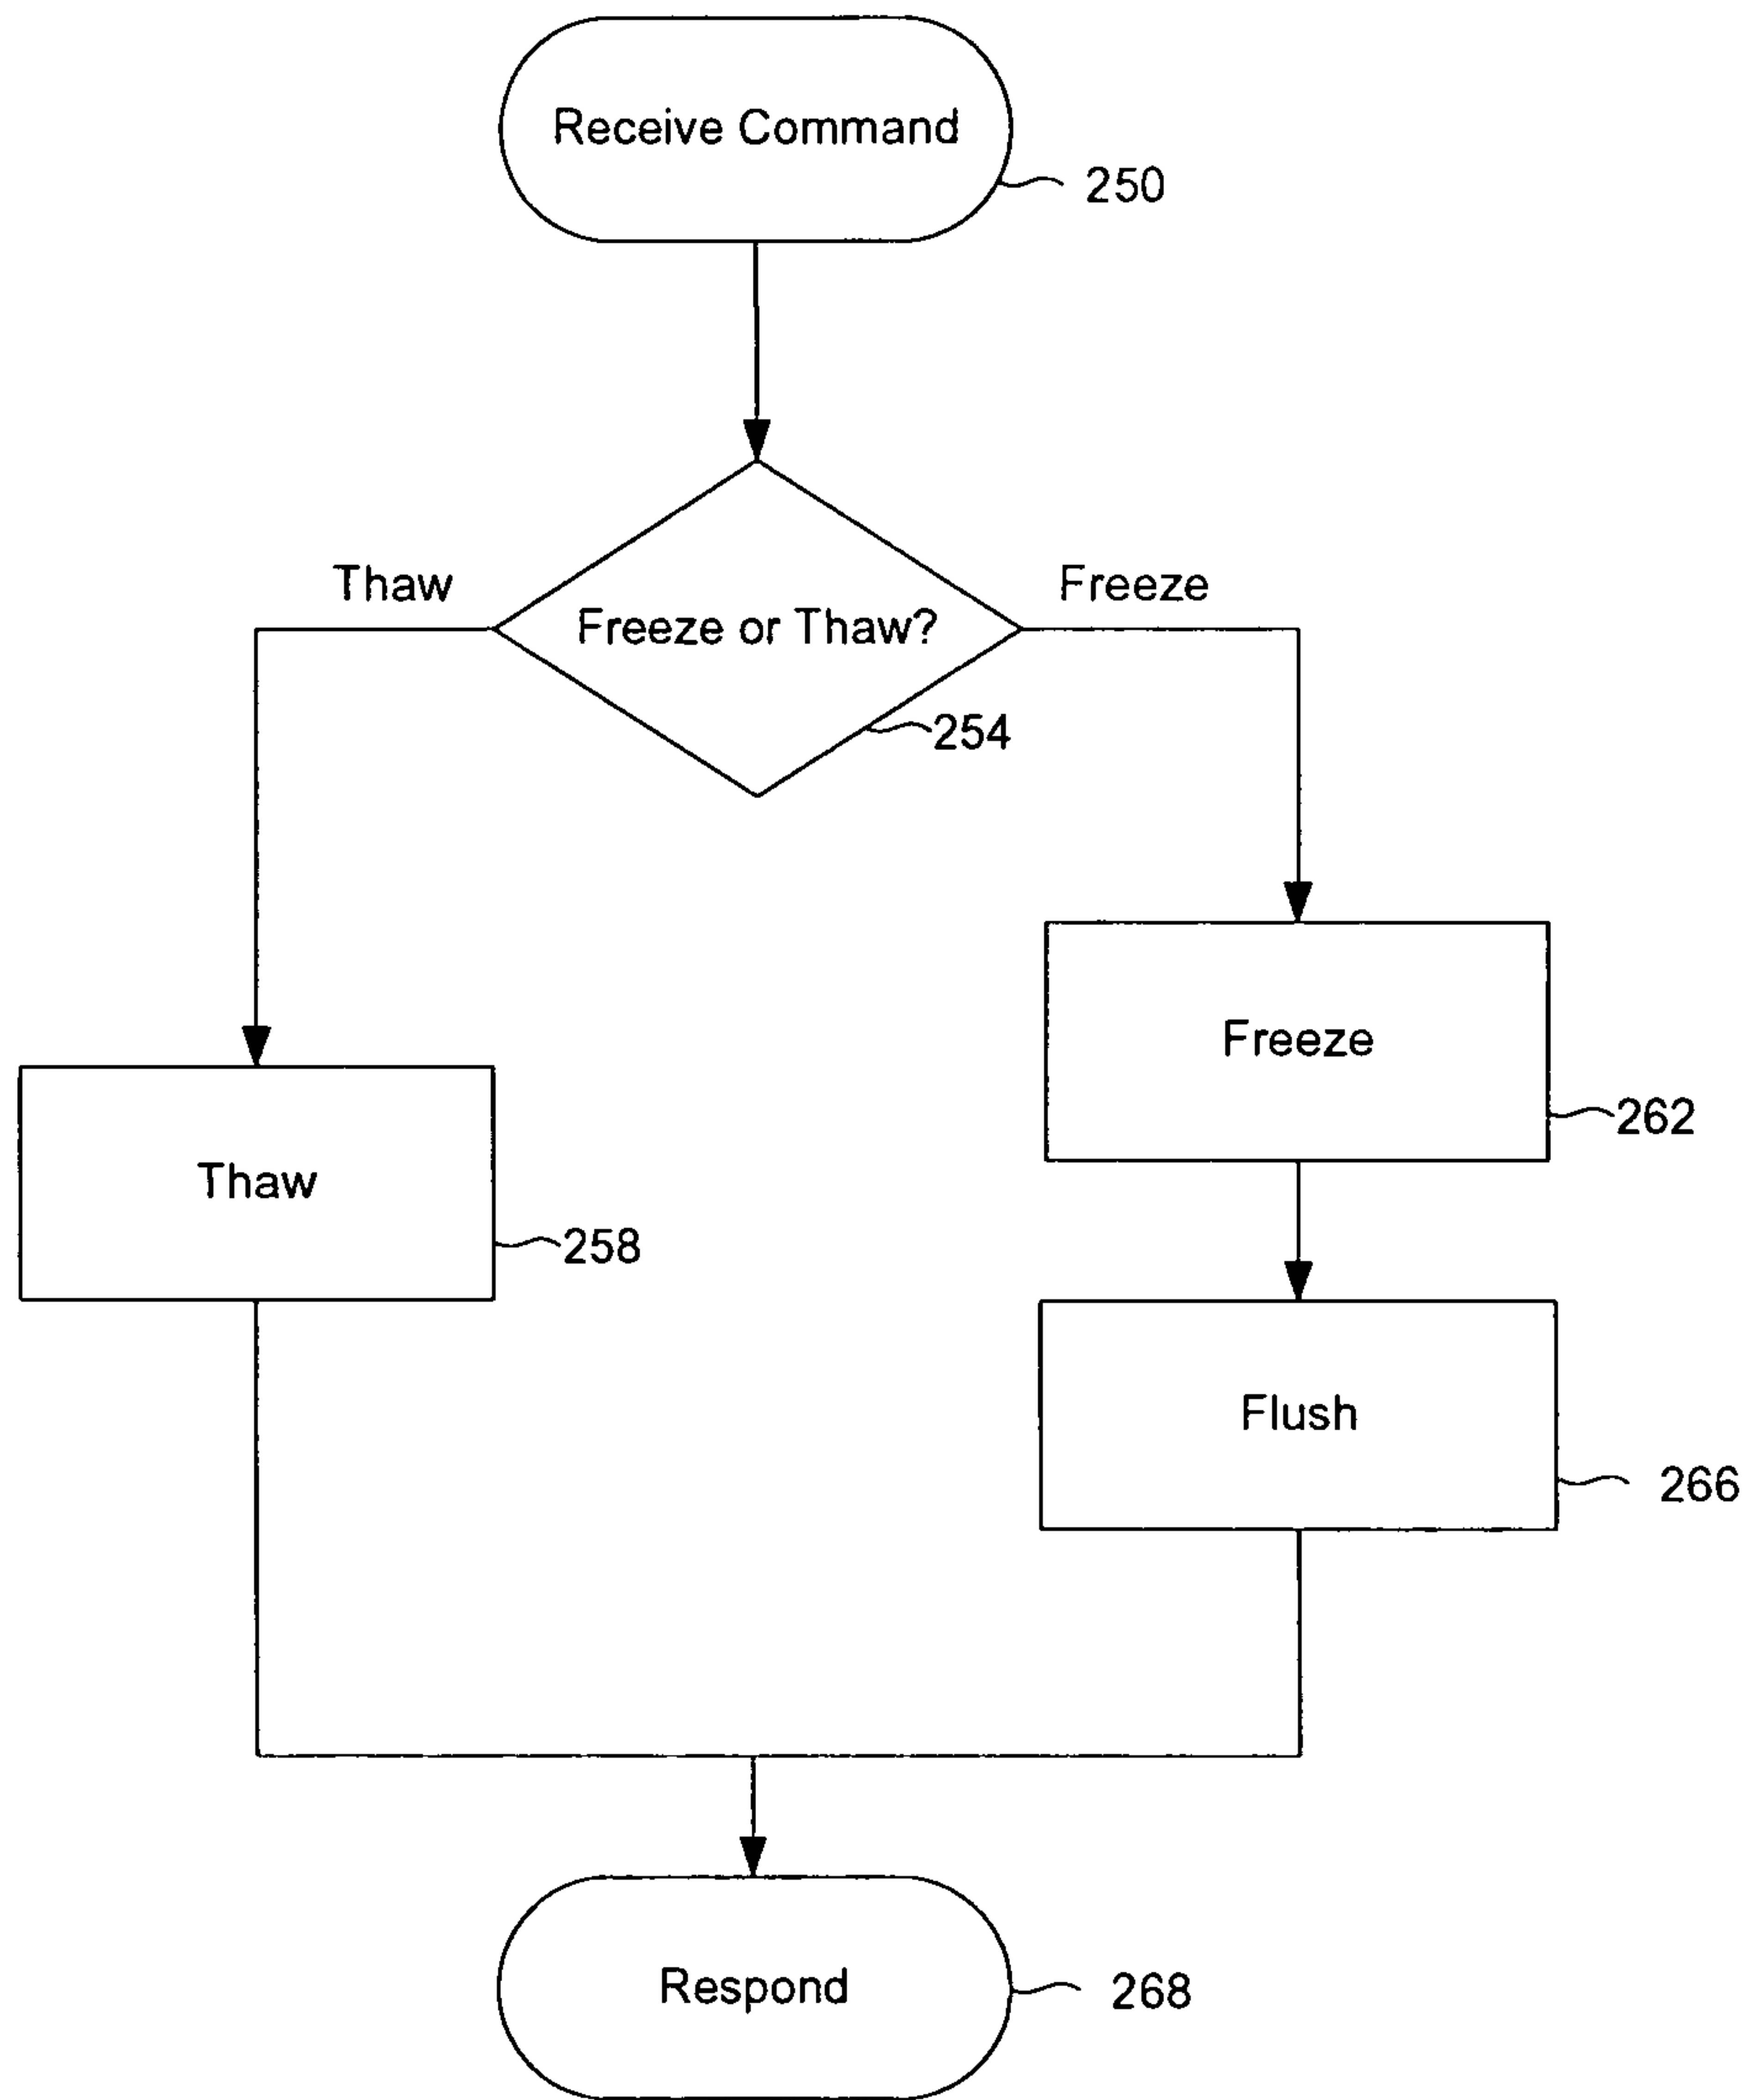 Receive Command
250
Thaw
Freeze
Freeze or Thaw?
254
Freeze
262
Thaw
258
Flush
266
Respond
268